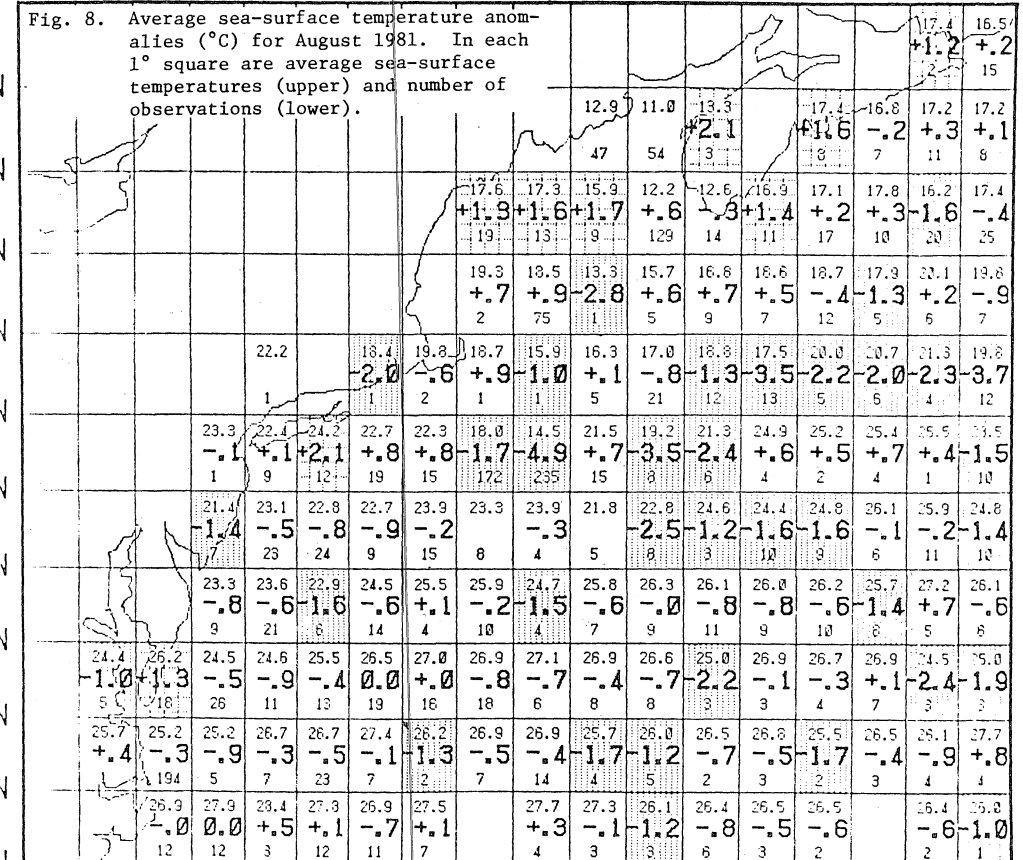 Fig. 8. Average sea-surface temperature anom-
alies (°C) for August 1981. In each
1° square are average sea-surface
temperatures (upper) and number of
observations (lower).
17.4 16.5
+1.2 +.2
2 15
12.9 11.0 13.3 17.4 16.8 17.2 17.2
+2.1 +1.6 -.2 +.3 +.1
47 54 3 8 7 11 8
17.6 17.3 15.9 12.2 12.6 16.9 17.1 17.8 16.2 17.4
+1.3 +1.6 +1.7 +.6 -.3 +1.4 +.2 +.3 -1.6 -.4
19 13 9 129 14 11 17 10 20 25
19.3 18.5 13.3 15.7 16.8 18.6 18.7 17.9 20.1 19.8
+.7 +.9 -2.8 +.6 +.7 +.5 -.4 -1.3 +.2 -.9
2 75 1 5 9 7 12 5 6 7
22.2 18.4 19.8 18.7 15.9 16.3 17.0 18.8 17.5 20.0 20.7 21.3 19.8
-2.0 -.6 +.9 -1.0 +.1 -.8 -1.3 -3.5 -2.2 -2.0 -2.3 -3.7
1 1 2 1 1 5 21 12 13 5 6 4 12
23.3 22.4 24.2 22.7 22.3 18.0 14.5 21.5 19.2 21.3 24.9 25.2 25.4 25.5
-.1 +.1 +2.1 +.8 +.8 -1.7 -4.9 +.7 -3.5 -2.4 +.6 +.5 +.7 +.4 -1.5
1 9 12 19 15 172 235 15 8 6 4 2 4 1 10
21.4 23.1 22.8 22.7 23.9 23.3 23.9 21.8 22.8 24.6 24.4 24.8 26.1 25.9 24.8
-1.4 -.5 -.8 -.9 -.2 -.3 -2.5 -1.2 -1.6 -1.6 -.1 -.2 -1.4
7 23 24 9 15 8 4 5 8 3 10 9 6 11 10
23.3 23.6 22.9 24.5 25.5 25.9 24.7 25.8 26.3 26.1 26.0 26.2 25.7 27.2 26.1
-.8 -.6 -1.6 -.6 +.1 -.2 -1.5 -.6 -.0 -.8 -.8 -.6 -1.4 +.7 -.6
9 21 6 14 4 10 4 7 9 11 9 10 8 5 6
24.4 26.2 24.5 24.6 25.5 26.5 27.0 26.9 27.1 26.9 26.6 25.0 26.9 26.7 26.9 24.5 25.0
-1.0 +1.3 -.5 -.9 -.4 0.0 +.0 -.8 -.7 -.4 -.7 -2.2 -.1 -.3 +.1 -2.4 -1.9
5 18 26 11 13 19 16 18 6 8 8 3 3 4 7 3 3
25.7 25.2 25.2 26.7 26.7 27.4 26.2 26.9 26.9 25.7 26.0 26.5 26.8 25.5 26.5 26.1 27.7
+.4 -.3 -.9 -.3 -.5 -.1 -1.3 -.5 -.4 -1.7 -1.2 -.7 -.5 -1.7 -.4 -.9 +.8
194 5 7 23 7 2 7 14 4 5 2 3 2 3 4 4
26.9 27.9 28.4 27.8 26.9 27.5 27.7 27.3 26.1 26.4 26.5 26.5 26.4 26.0
-.0 0.0 +.5 +.1 -.7 +.1 +.3 -.1 -1.2 -.8 -.5 -.6 -.6 -1.0
12 12 3 12 11 7 4 3 3 6 3 2 2 1